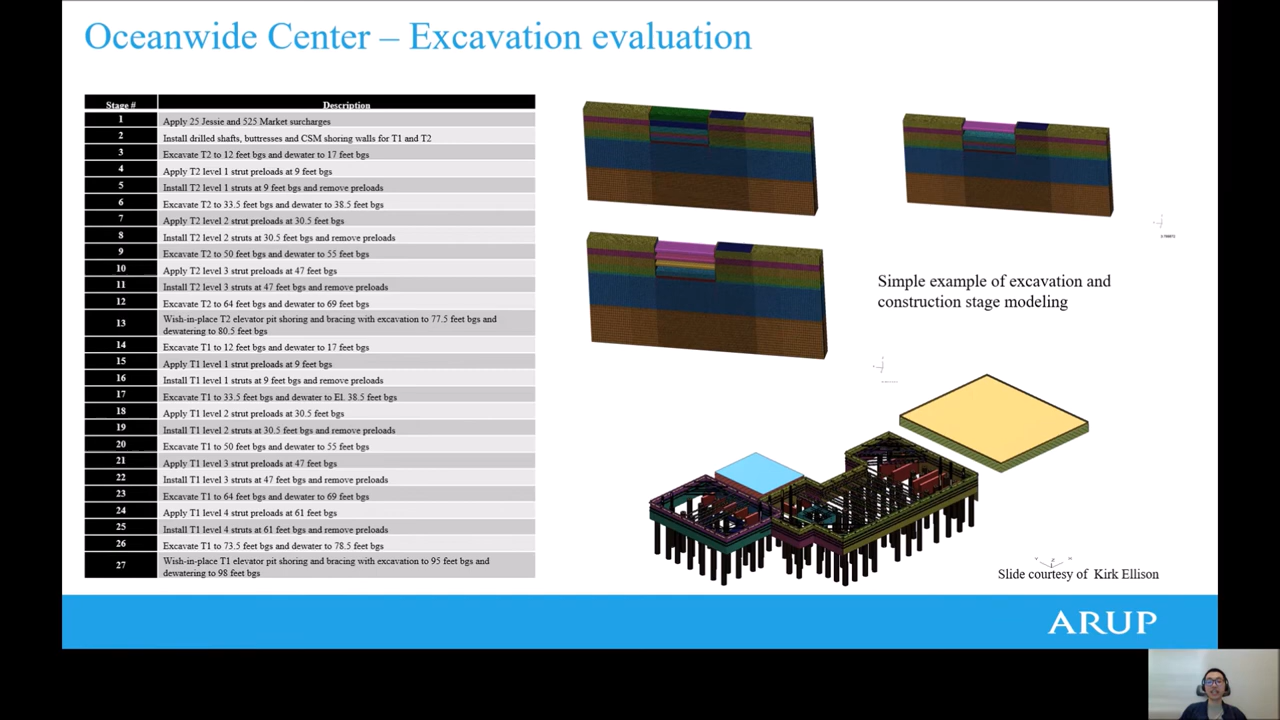 Oceanwide Center – Excavation evaluation
Stage # Description
1 Apply 25 Jessie and 525 Market surcharges
2 Install drilled shafts, buttresses and CSM shoring walls for T1 and T2
3 Excavate T2 to 12 feet bgs and dewater to 17 feet bgs
4 Apply T2 level 1 strut preloads at 9 feet bgs
5 Install T2 level 1 struts at 9 feet bgs and remove preloads
6 Excavate T2 to 33.5 feet bgs and dewater to 38.5 feet bgs
7 Apply T2 level 2 strut preloads at 30.5 feet bgs
8 Install T2 level 2 struts at 30.5 feet bgs and remove preloads
9 Excavate T2 to 50 feet bgs and dewater to 55 feet bgs
10 Apply T2 level 3 strut preloads at 47 feet bgs
11 Install T2 level 3 struts at 47 feet bgs and remove preloads
12 Excavate T2 to 64 feet bgs and dewater to 69 feet bgs
13 Wish-in-place T2 elevator pit shoring and bracing with excavation to 77.5 feet bgs and
dewatering to 80.5 feet bgs
14 Excavate T1 to 12 feet bgs and dewater to 17 feet bgs
15 Apply T1 level 1 strut preloads at 9 feet bgs
16 Install T1 level 1 struts at 9 feet bgs and remove preloads
17 Excavate T1 to 33.5 feet bgs and dewater to El. 38.5 feet bgs
18 Apply T1 level 2 strut preloads at 30.5 feet bgs
19 Install T1 level 2 struts at 30.5 feet bgs and remove preloads
20 Excavate T1 to 50 feet bgs and dewater to 55 feet bgs
21 Apply T1 level 3 strut preloads at 47 feet bgs
22 Install T1 level 3 struts at 47 feet bgs and remove preloads
23 Excavate T1 to 64 feet bgs and dewater to 69 feet bgs
24 Apply T1 level 4 strut preloads at 61 feet bgs
25 Install T1 level 4 struts at 61 feet bgs and remove preloads
26 Excavate T1 to 73.5 feet bgs and dewater to 78.5 feet bgs
27 Wish-in-place T1 elevator pit shoring and bracing with excavation to 95 feet bgs and
dewatering to 98 feet bgs
Simple example of excavation and
construction stage modeling
Slide courtesy of Kirk Ellison
ARUP